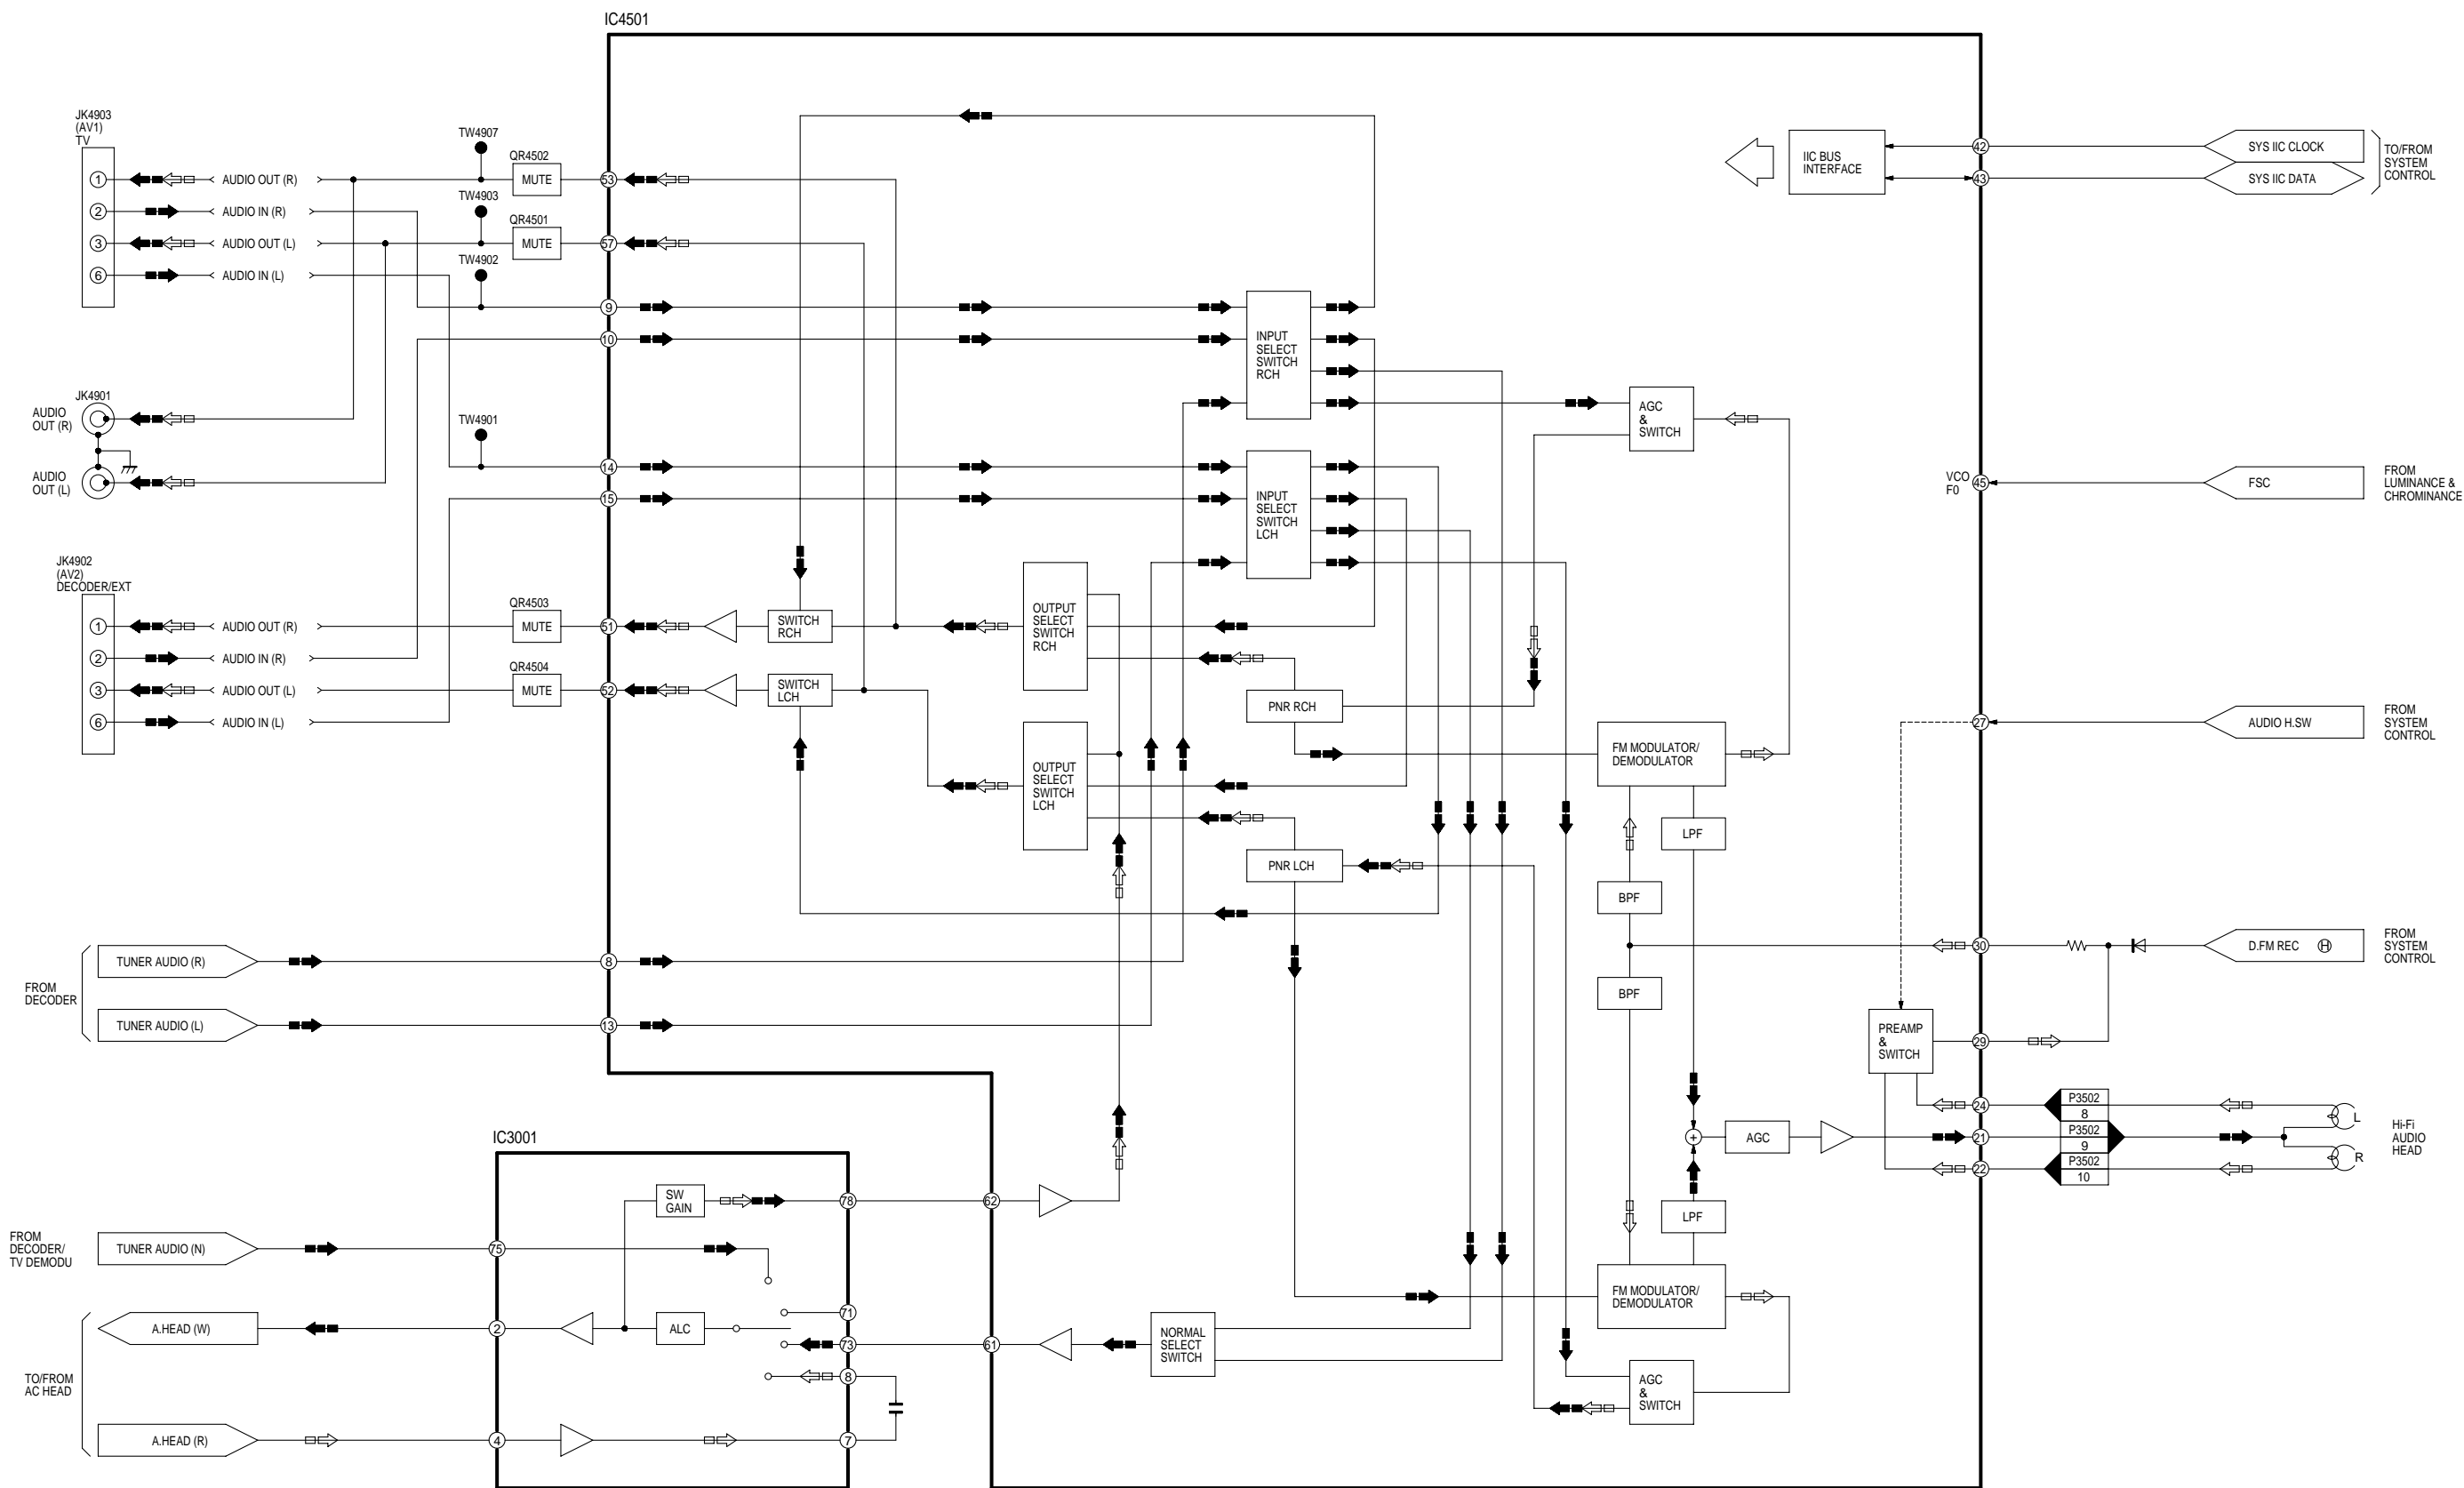 IC4501
JK4903
(AV1)
TV
1
AUDIO OUT (R)
2
AUDIO IN (R)
3
AUDIO OUT (L)
6
AUDIO IN (L)
TW4907
QR4502
MUTE
53
TW4903
QR4501
MUTE
57
TW4902
9
10
JK4901
AUDIO
OUT (R)
AUDIO
OUT (L)
TW4901
14
15
JK4902
(AV2)
DECODER/EXT
1
AUDIO OUT (R)
2
AUDIO IN (R)
3
AUDIO OUT (L)
6
AUDIO IN (L)
QR4503
MUTE
51
QR4504
MUTE
52
SWITCH
RCH
SWITCH
LCH
OUTPUT
SELECT
SWITCH
RCH
OUTPUT
SELECT
SWITCH
LCH
INPUT
SELECT
SWITCH
RCH
INPUT
SELECT
SWITCH
LCH
PNR RCH
PNR LCH
AGC
&
SWITCH
FM MODULATOR/
DEMODULATOR
LPF
BPF
BPF
IIC BUS
INTERFACE
42
SYS IIC CLOCK
43
SYS IIC DATA
TO/FROM
SYSTEM
CONTROL
VCO
F0
45
FSC
FROM
LUMINANCE &
CHROMINANCE
27
AUDIO H.SW
FROM
SYSTEM
CONTROL
30
D.FM REC H
FROM
SYSTEM
CONTROL
PREAMP
&
SWITCH
29
24
P3502
8
21
P3502
9
22
P3502
10
L
R
Hi-Fi
AUDIO
HEAD
+
AGC
LPF
FM MODULATOR/
DEMODULATOR
AGC
&
SWITCH
FROM
DECODER
TUNER AUDIO (R)
8
TUNER AUDIO (L)
13
IC3001
SW
GAIN
78
62
FROM
DECODER/
TV DEMODU
TUNER AUDIO (N)
75
71
TO/FROM
AC HEAD
A.HEAD (W)
2
ALC
73
61
NORMAL
SELECT
SWITCH
8
A.HEAD (R)
4
7